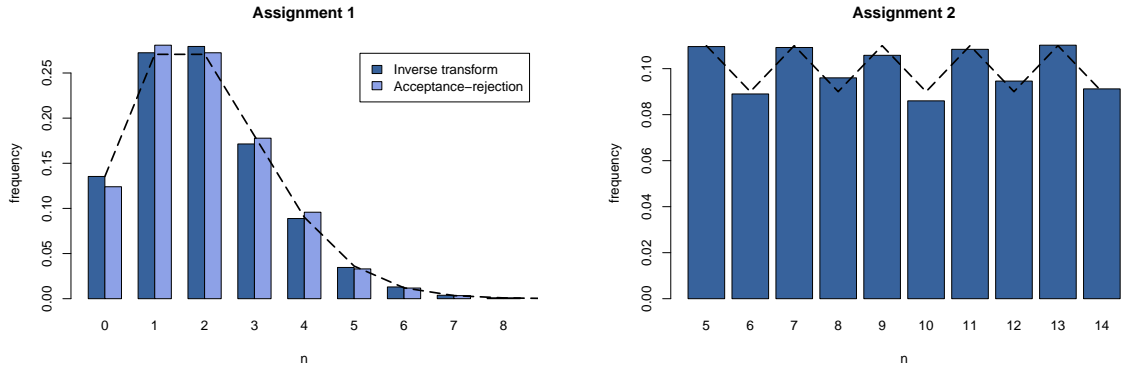 Assignment 1
frequency
0.00 0.05 0.10 0.15 0.20 0.25
Inverse transform
Acceptance−rejection
0 1 2 3 4 5 6 7 8
n
Assignment 2
frequency
0.00 0.02 0.04 0.06 0.08 0.10
5 6 7 8 9 10 11 12 13 14
n